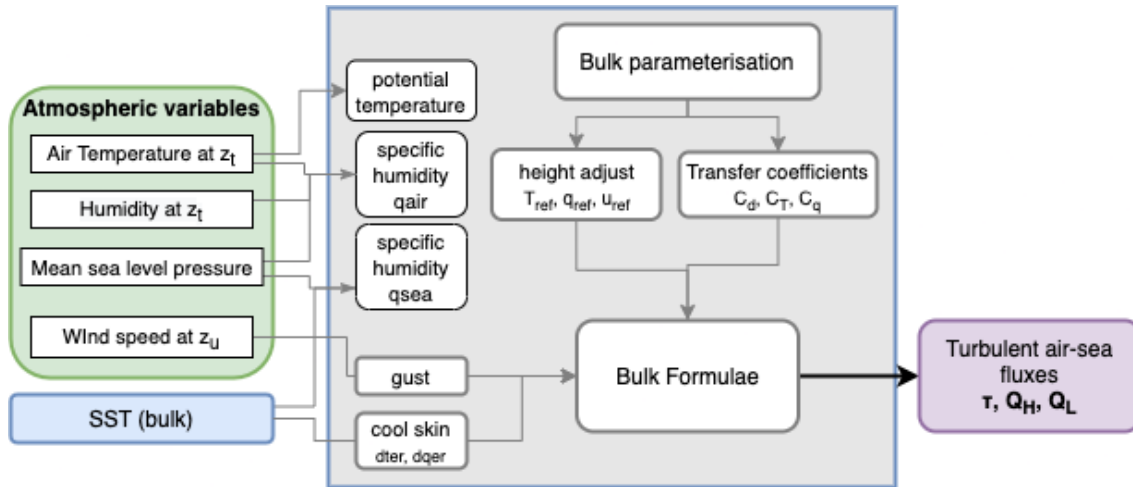 Atmospheric variables
Air Temperature at zt
Humidity at zt
Mean sea level pressure
WInd speed at zu
SST (bulk)
potential
temperature
specific
humidity
qair
specific
humidity
qsea
gust
cool skin
dter, dqer
Bulk parameterisation
height adjust
Tref, qref, uref
Transfer coefficients
Cd, CT, Cq
Bulk Formulae
Turbulent air-sea
fluxes
τ, QH, QL